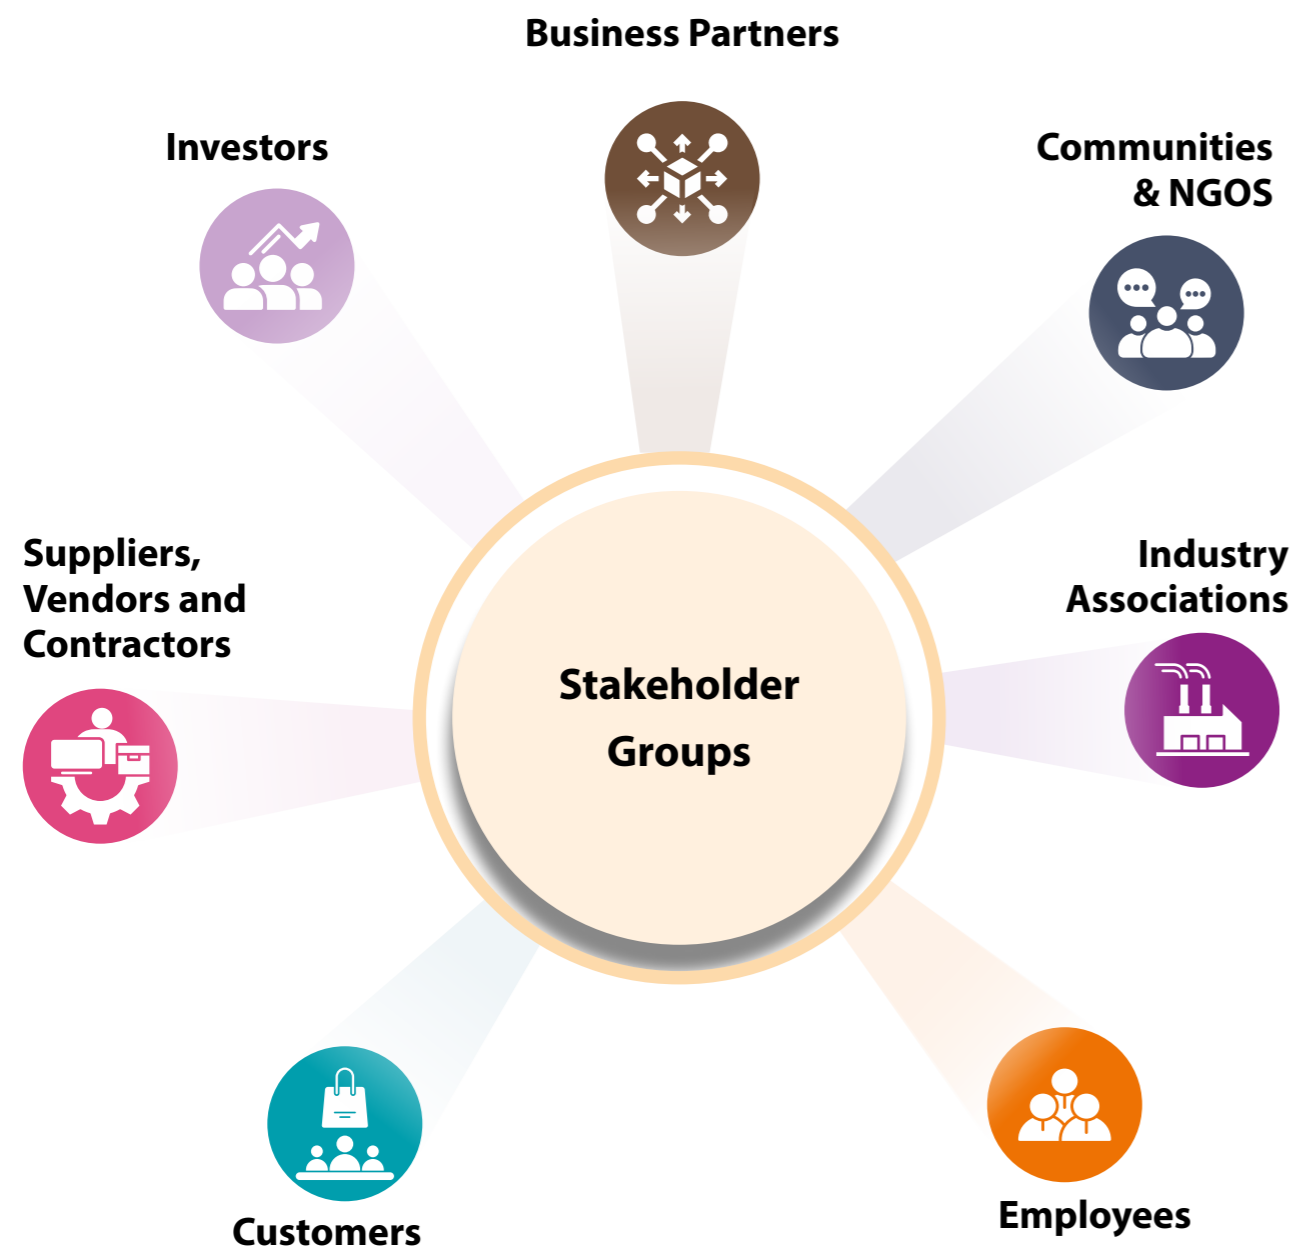 Business Partners
Investors
Communities
& NGOS
Suppliers,
Vendors and
Contractors
Industry
Associations
Stakeholder
Groups
Customers
Employees